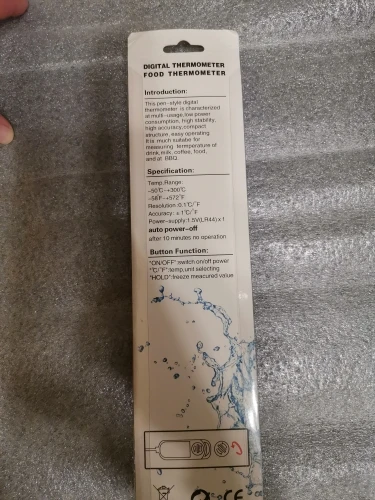 DIGITAL THERMOMETER
FOOD THERMOMETER
Introduction:
This pen-style digital
thermometer is characterized
at multi-usage,low power
consumption, high stability,
high accuracy,compact
structure, easy operating
It is much suitabe for
measuring tempreperature of
drink,milk, coffee, food,
and at BBQ.
Specification:
Temp.Range:
-50℃~+300℃
-58℉~+572℉
Resolution:0.1℃/℉
Accuracy: ±1℃/℉
Power-supply:1.5V(LR44)x1
auto power-off
after 10 minutes no operation
Button Function:
"ON/OFF":switch on/off power
"℃/℉":temp,unit selecting
"HOLD":freeze meacured value
CE